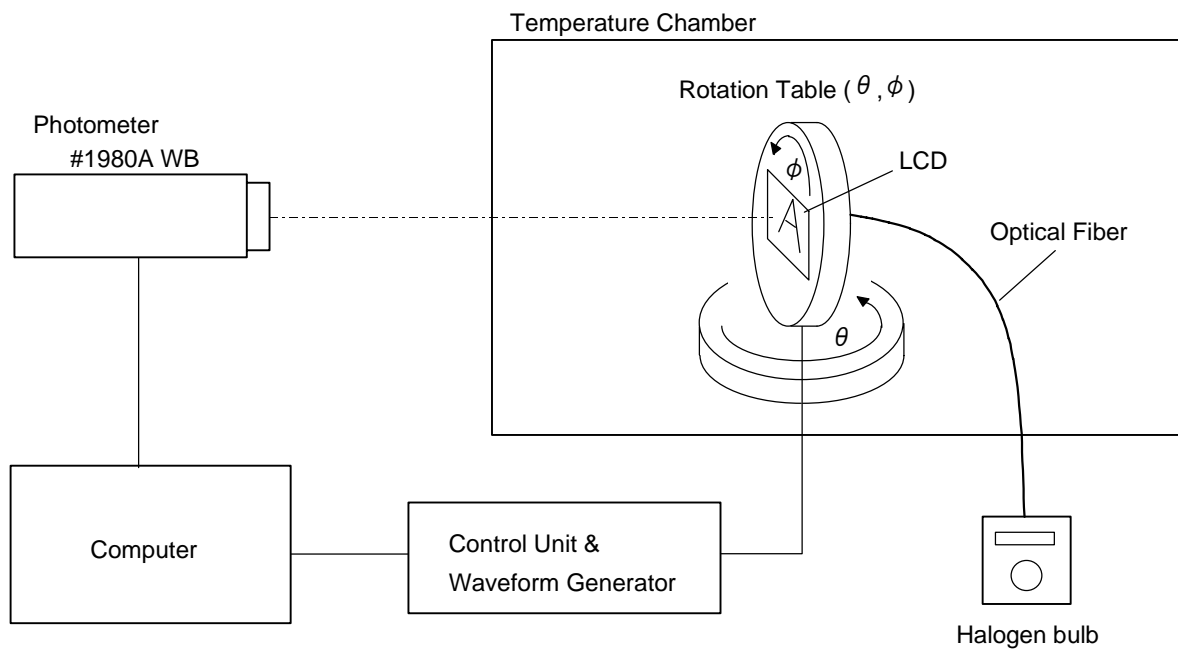 Temperature Chamber
Rotation Table ( θ , ϕ )
Photometer
#1980A WB
LCD
ϕ
A
Optical Fiber
θ
Computer
Control Unit &
Waveform Generator
Halogen bulb